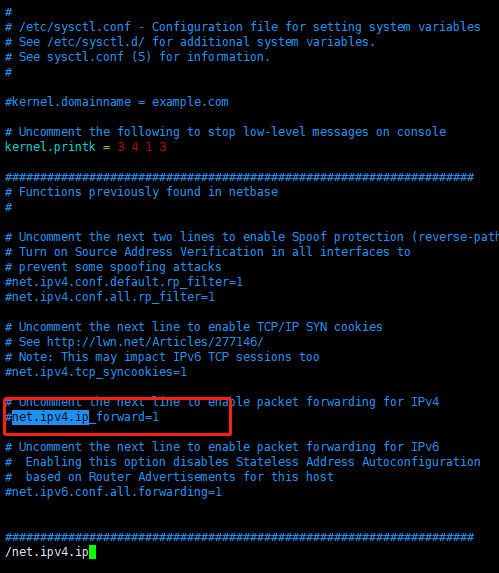 #
# /etc/sysctl.conf - Configuration file for setting system variables
# See /etc/sysctl.d/ for additional system variables.
# See sysctl.conf (5) for information.
#
#kernel.domainname = example.com
# Uncomment the following to stop low-level messages on console
kernel.printk = 3 4 1 3
##############################################################3
# Functions previously found in netbase
#
# Uncomment the next two lines to enable Spoof protection (reverse-path
# Turn on Source Address Verification in all interfaces to
# prevent some spoofing attacks
#net.ipv4.conf.default.rp_filter=1
#net.ipv4.conf.all.rp_filter=1
# Uncomment the next line to enable TCP/IP SYN cookies
# See http://lwn.net/Articles/277146/
# Note: This may impact IPv6 TCP sessions too
#net.ipv4.tcp_syncookies=1
# Uncomment the next line to enable packet forwarding for IPv4
#net.ipv4.ip_forward=1
# Uncomment the next line to enable packet forwarding for IPv6
#  Enabling this option disables Stateless Address Autoconfiguration
#  based on Router Advertisements for this host
#net.ipv6.conf.all.forwarding=1
###################################################################
/net.ipv4.ip